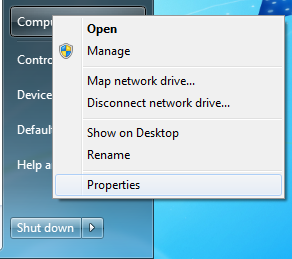 Compu
Open
Manage
Contro
Map network drive...
Device
Disconnect network drive...
Defaul
Show on Desktop
Help a
Rename
Properties
Shut down